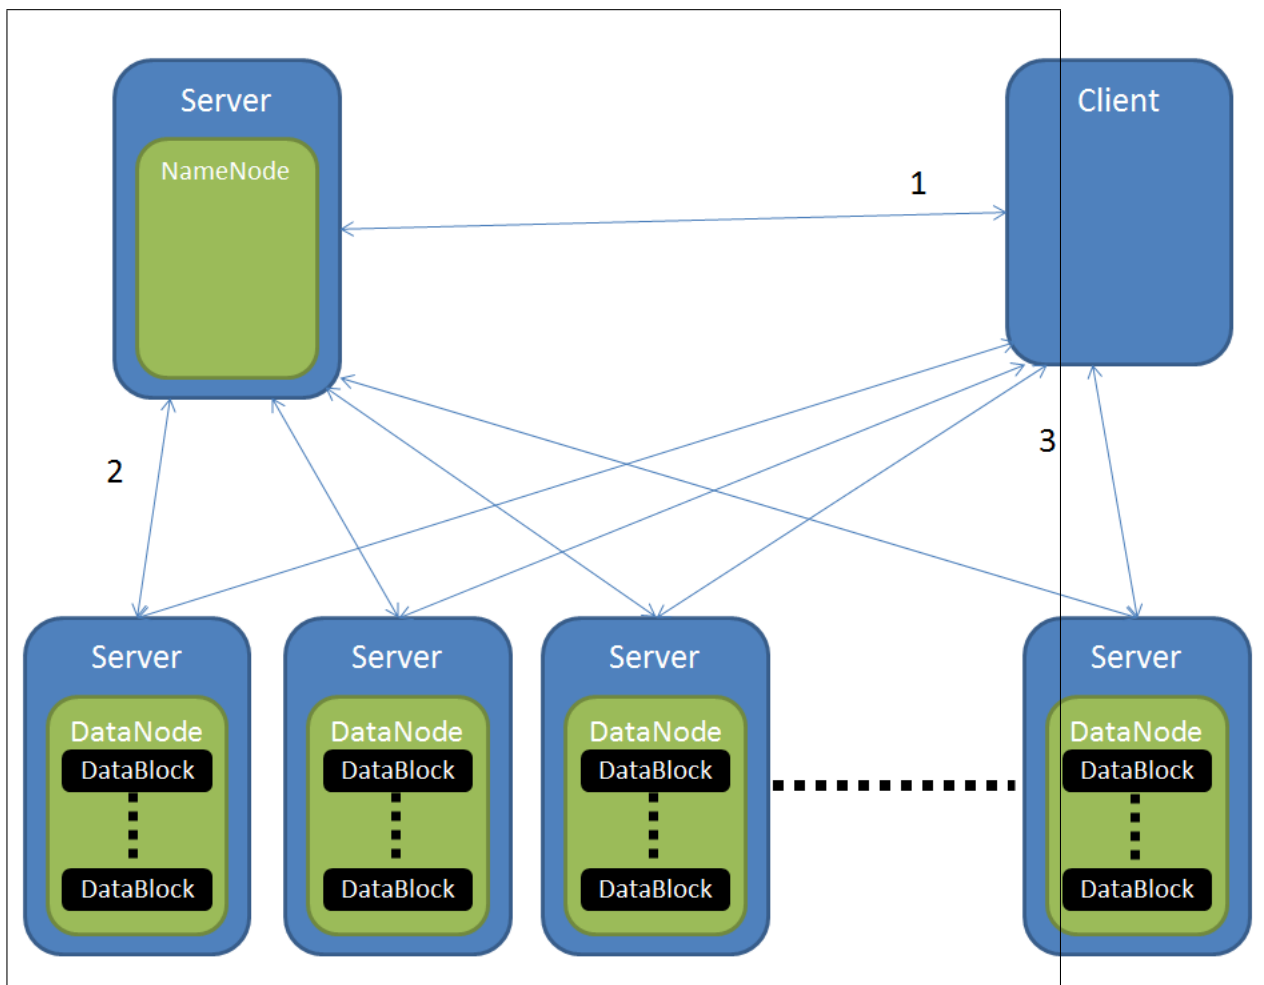 Server
NameNode
Client
1
2
3
Server
DataNode
DataBlock
DataBlock
Server
DataNode
DataBlock
DataBlock
Server
DataNode
DataBlock
DataBlock
Server
DataNode
DataBlock
DataBlock